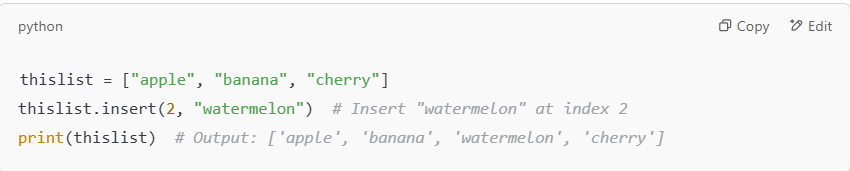 python
Copy
Edit
thislist = ["apple", "banana", "cherry"]
thislist.insert(2, "watermelon")  # Insert "watermelon" at index 2
print(thislist)  # Output: ['apple', 'banana', 'watermelon', 'cherry']